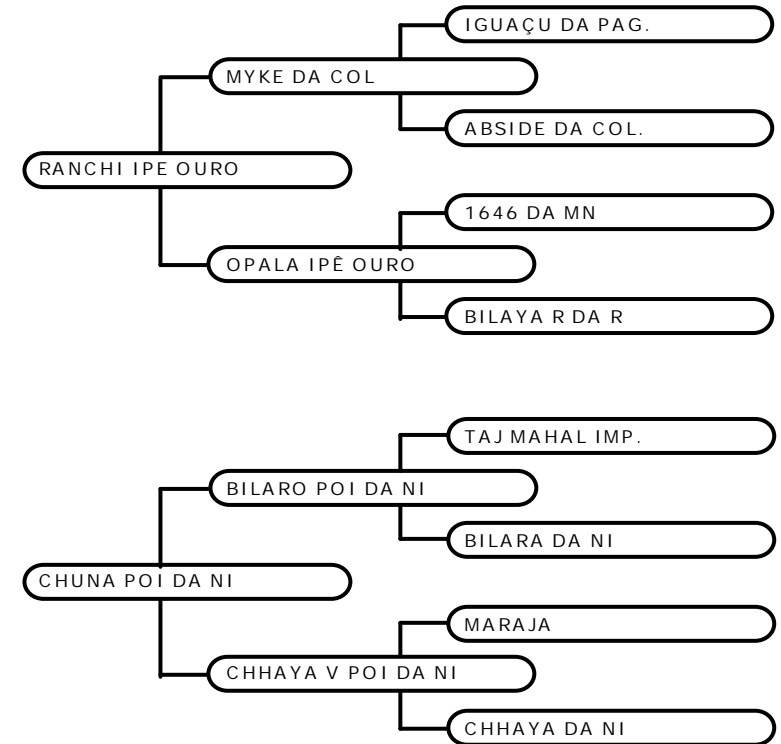 IGUAÇU DA PAG.
MYKE DA COL
ABSIDE DA COL.
RANCHI IPE OURO
1646 DA MN
OPALA IPÊ OURO
BILAYA R DA R
TAJ MAHAL IMP.
BILARO POI DA NI
BILARA DA NI
CHUNA POI DA NI
MARAJA
CHHAYA V POI DA NI
CHHAYA DA NI